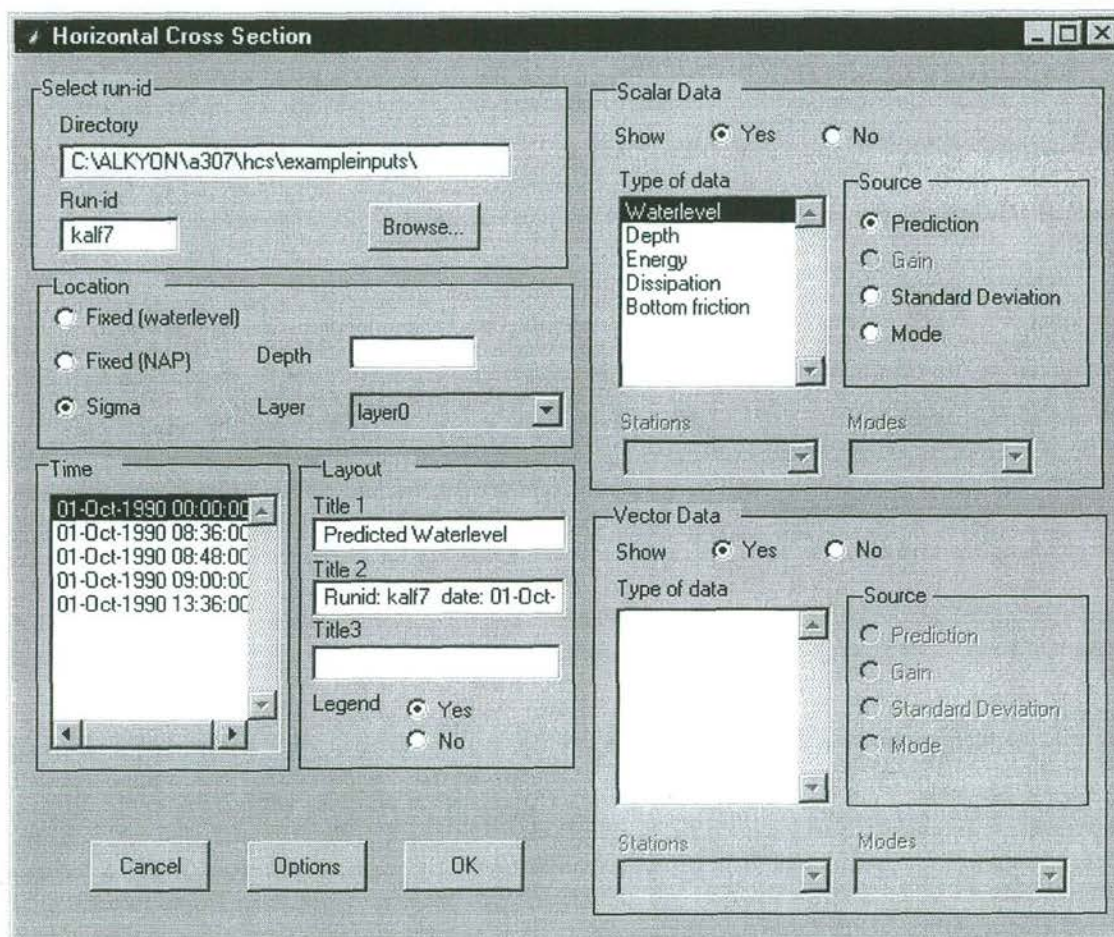 Horizontal Cross Section
Select run-id
Directory
C:\ALKYON\a307\hcs\exampleinputs\
Run-id
kalf7
Browse...
Location
Fixed (waterlevel)
Fixed (NAP)
Depth
Sigma
Layer
layer0
Time
01-Oct-1990 00:00:00
01-Oct-1990 08:36:00
01-Oct-1990 08:48:00
01-Oct-1990 09:00:00
01-Oct-1990 13:36:00
Layout
Title 1
Predicted Waterlevel
Title 2
Runid: kalf7 date: 01-Oct-
Title3
Legend
Yes
No
Cancel
Options
OK
Scalar Data
Show
Yes
No
Type of data
Waterlevel
Depth
Energy
Dissipation
Bottom friction
Source
Prediction
Gain
Standard Deviation
Mode
Stations
Modes
Vector Data
Show
Yes
No
Type of data
Source
Prediction
Gain
Standard Deviation
Mode
Stations
Modes